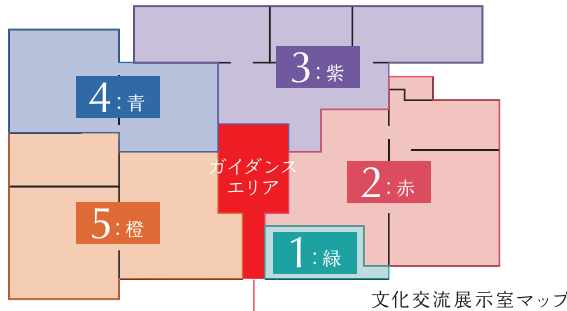 3:紫
4:青
ガイダンス
エリア
2:赤
5:橙
1:緑
文化交流展示室マップ